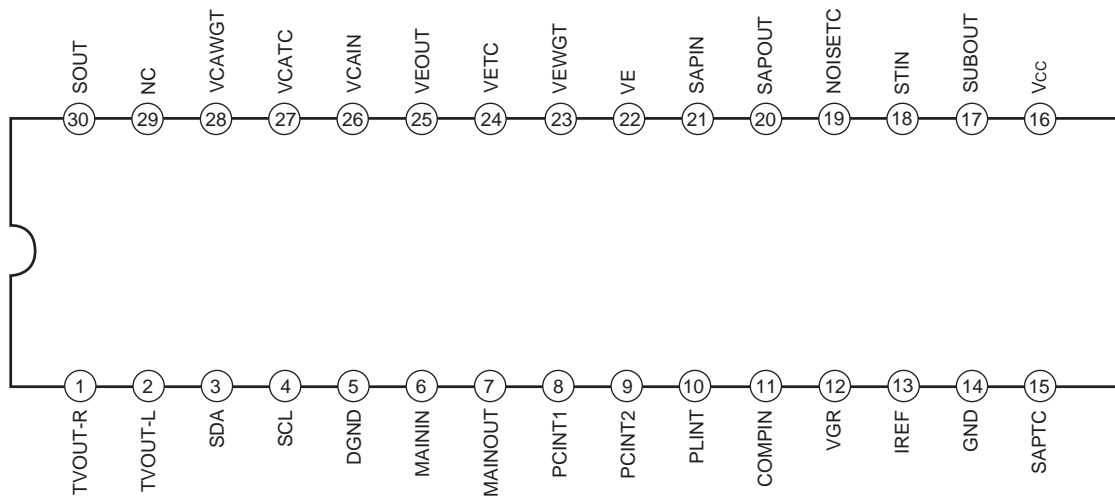 SOUT
NC
VCAWGT
VCATC
VCAIN
VEOUT
VETC
VEWGT
VE
SAPIN
SAPOUT
NOISETC
STIN
SUBOUT
VCC
30 29 28 27 26 25 24 23 22 21 20 19 18 17 16
1 2 3 4 5 6 7 8 9 10 11 12 13 14 15
TVOUT-R
TVOUT-L
SDA
SCL
DGND
MAININ
MAINOUT
PCINT1
PCINT2
PLINT
COMPIN
VGR
IREF
GND
SAPTC